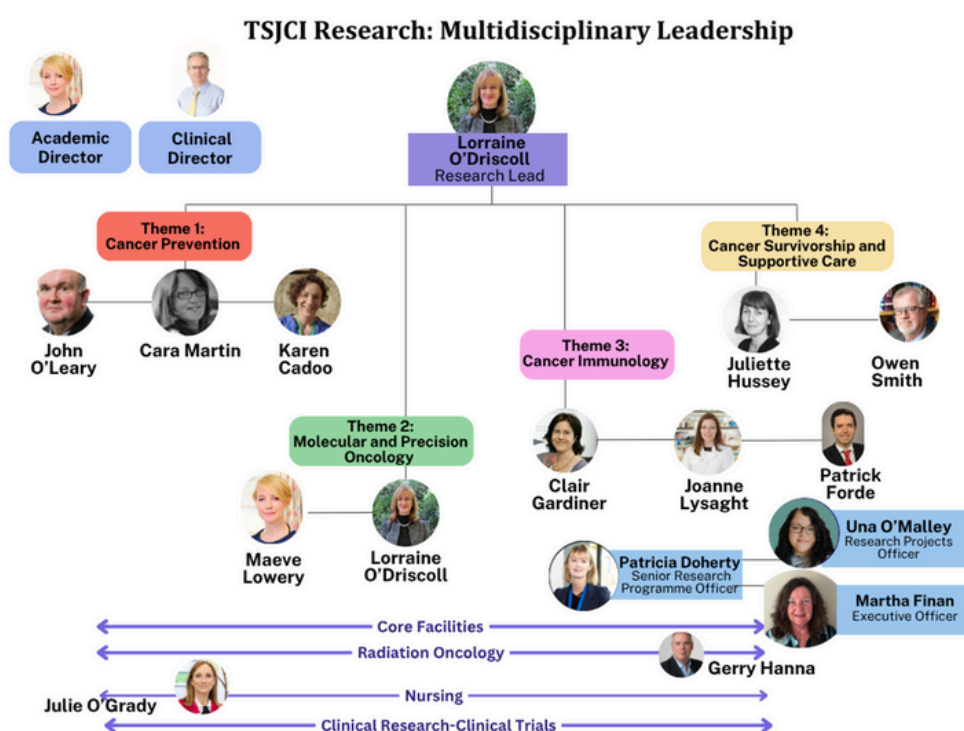 TSJCI Research: Multidisciplinary Leadership
Academic
Director
Clinical
Director
Lorraine
O'Driscoll
Research Lead
Theme 1:
Cancer Prevention
John
O'Leary
Cara Martin
Karen
Cadoo
Theme 4:
Cancer Survivorship and
Supportive Care
Juliette
Hussey
Owen
Smith
Theme 3:
Cancer Immunology
Clair
Gardiner
Joanne
Lysaght
Patrick
Forde
Theme 2:
Molecular and Precision
Oncology
Maeve
Lowery
Lorraine
O'Driscoll
Una O'Malley
Research Projects
Officer
Patricia Doherty
Senior Research
Programme Officer
Martha Finan
Executive Officer
Core Facilities
Radiation Oncology
Gerry Hanna
Julie O'Grady
Nursing
Clinical Research-Clinical Trials